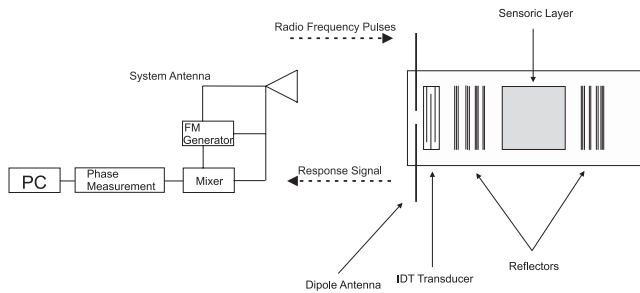 Sensoric Layer
Radio Frequency Pulses
System Antenna
FM
Generator
Response Signal
PC
Phase
Measurement
Mixer
Reflectors
Dipole Antenna
IDT Transducer